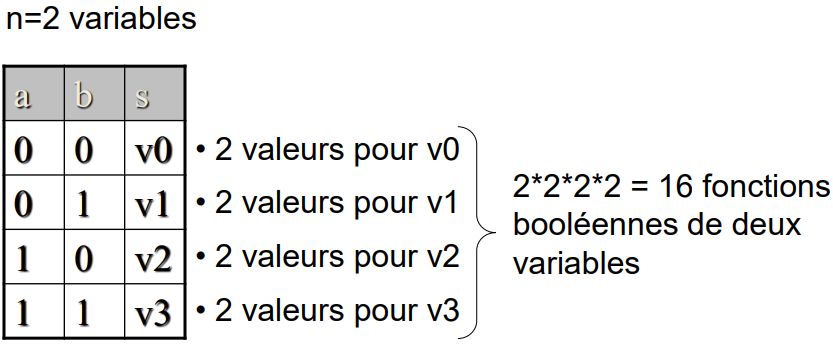 n=2 variables
a b s
0 0 v0 • 2 valeurs pour v0
0 1 v1 • 2 valeurs pour v1
1 0 v2 • 2 valeurs pour v2
1 1 v3 • 2 valeurs pour v3
2*2*2*2 = 16 fonctions
booléennes de deux
variables